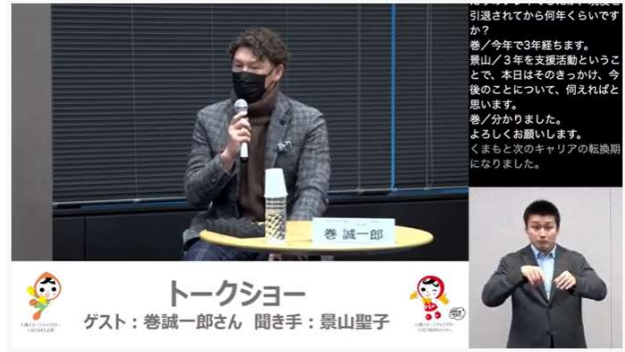 引退されてから何年くらいです
か？
巻／今年で3年経ちます。
景山／３年を支援活動というこ
とで、本日はそのきっかけ、今
後のことについて、伺えればと
思います。
巻／分かりました。
よろしくお願いします。
くまもと次のキャリアの転換期
になりました。
巻 誠一郎
トークショー
ゲスト：巻誠一郎さん 聞き手：景山聖子